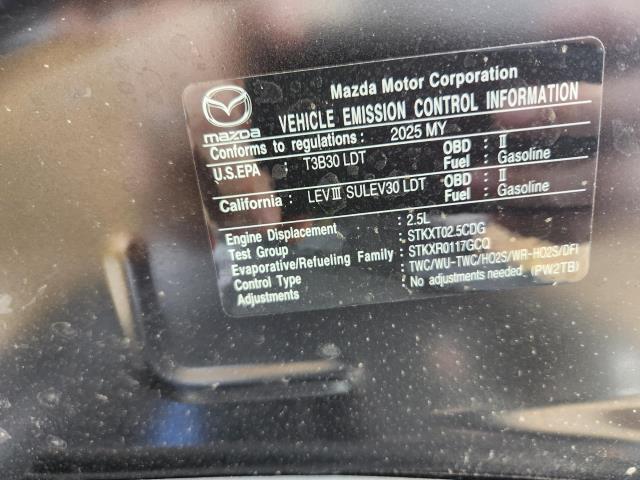 Mazda Motor Corporation
mazda
VEHICLE EMISSION CONTROL INFORMATION
Conforms to regulations: 2025 MY
U.S.EPA : T3B30 LDT OBD : II
Fuel : Gasoline
California : LEVIII SULEV30 LDT OBD : II
Fuel : Gasoline
Engine Displacement : 2.5L
Test Group : STKXT02.5CDG
Evaporative/Refueling Family : STKXR0117GCQ
Control Type : TWC/WU-TWC/HO2S/WR-HO2S/DFI
Adjustments : No adjustments needed (PW2TB)